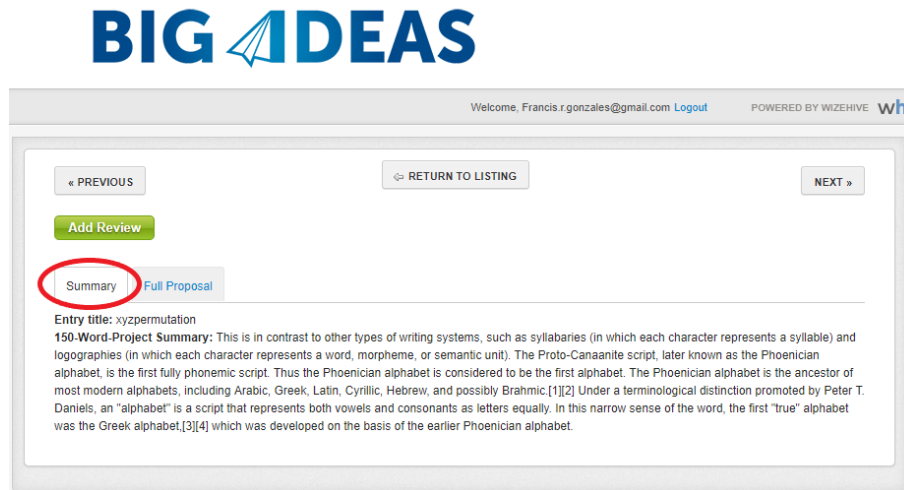 BIG IDEAS
Welcome, Francis.r.gonzales@gmail.com Logout POWERED BY WIZEHIVE wh
« PREVIOUS
⇦ RETURN TO LISTING
NEXT »
Add Review
Summary Full Proposal
Entry title: xyzpermutation
150-Word-Project Summary: This is in contrast to other types of writing systems, such as syllabaries (in which each character represents a syllable) and
logographies (in which each character represents a word, morpheme, or semantic unit). The Proto-Canaanite script, later known as the Phoenician
alphabet, is the first fully phonemic script. Thus the Phoenician alphabet is considered to be the first alphabet. The Phoenician alphabet is the ancestor of
most modern alphabets, including Arabic, Greek, Latin, Cyrillic, Hebrew, and possibly Brahmic.[1][2] Under a terminological distinction promoted by Peter T.
Daniels, an "alphabet" is a script that represents both vowels and consonants as letters equally. In this narrow sense of the word, the first "true" alphabet
was the Greek alphabet,[3][4] which was developed on the basis of the earlier Phoenician alphabet.